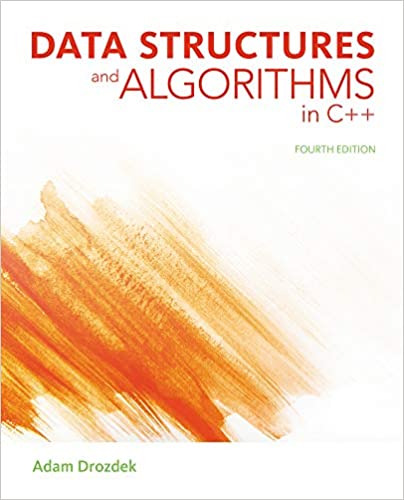 DATA STRUCTURES
and ALGORITHMS
in C++
FOURTH EDITION
Adam Drozdek